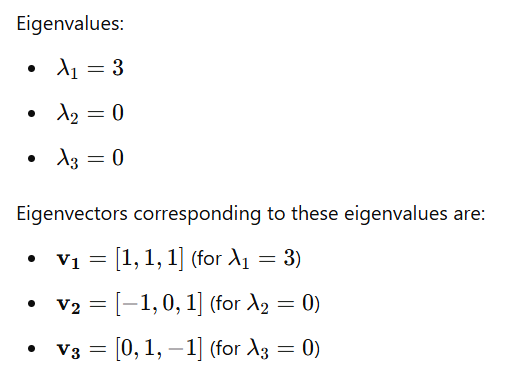 Eigenvalues:
• λ₁ = 3
• λ₂ = 0
• λ₃ = 0
Eigenvectors corresponding to these eigenvalues are:
• v₁ = [1, 1, 1] (for λ₁ = 3)
• v₂ = [−1, 0, 1] (for λ₂ = 0)
• v₃ = [0, 1, −1] (for λ₃ = 0)